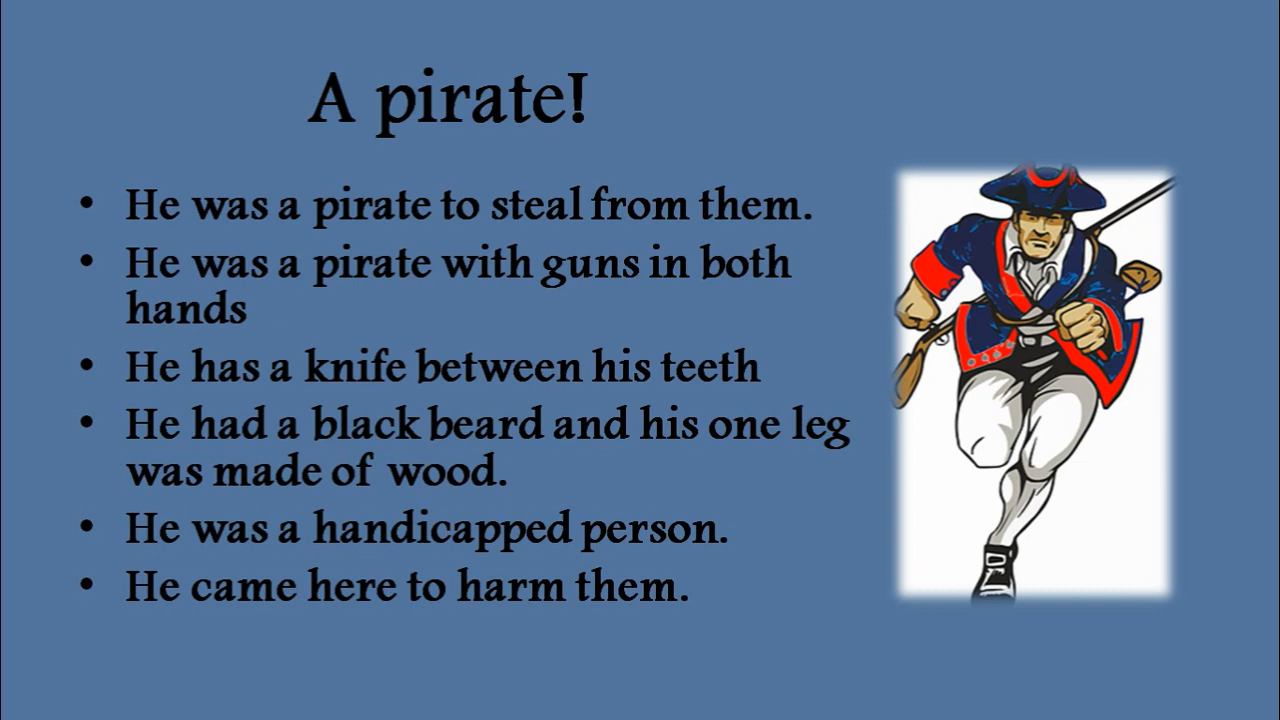 A pirate!
• He was a pirate to steal from them.
• He was a pirate with guns in both
hands
• He has a knife between his teeth
• He had a black beard and his one leg
was made of wood.
• He was a handicapped person.
• He came here to harm them.